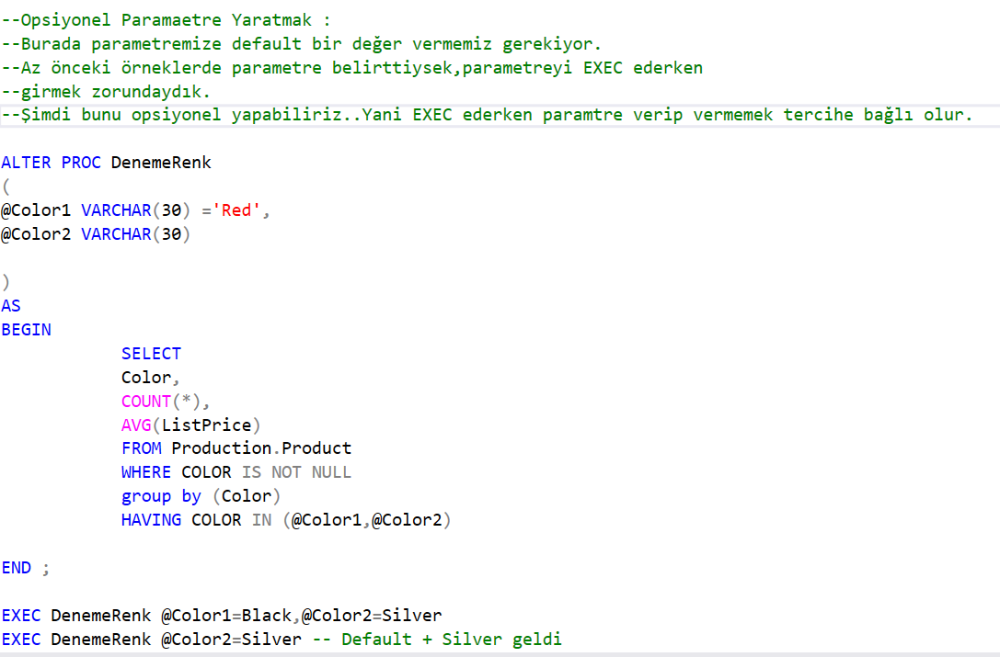 --Opsiyonel Paramaetre Yaratmak :
--Burada parametremize default bir değer vermemiz gerekiyor.
--Az önceki örneklerde parametre belirttiysek,parametreyi EXEC ederken
--girmek zorundaydık.
--Şimdi bunu opsiyonel yapabiliriz..Yani EXEC ederken paramtre verip vermemek tercihe bağlı olur.
ALTER PROC DenemeRenk
(
@Color1 VARCHAR(30) ='Red',
@Color2 VARCHAR(30)
)
AS
BEGIN
SELECT
Color,
COUNT(*),
AVG(ListPrice)
FROM Production.Product
WHERE COLOR IS NOT NULL
group by (Color)
HAVING COLOR IN (@Color1,@Color2)
END ;
EXEC DenemeRenk @Color1=Black,@Color2=Silver
EXEC DenemeRenk @Color2=Silver -- Default + Silver geldi